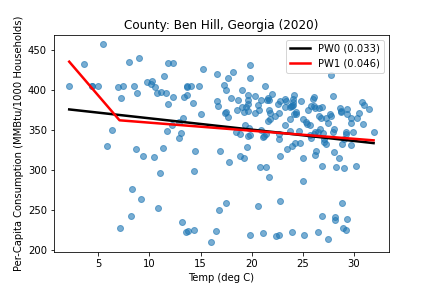 County: Ben Hill, Georgia (2020)
PW0 (0.033)
PW1 (0.046)
Per-Capita Consumption (MMBtu/1000 Households)
450
400
350
300
250
200
5 10 15 20 25 30
Temp (deg C)